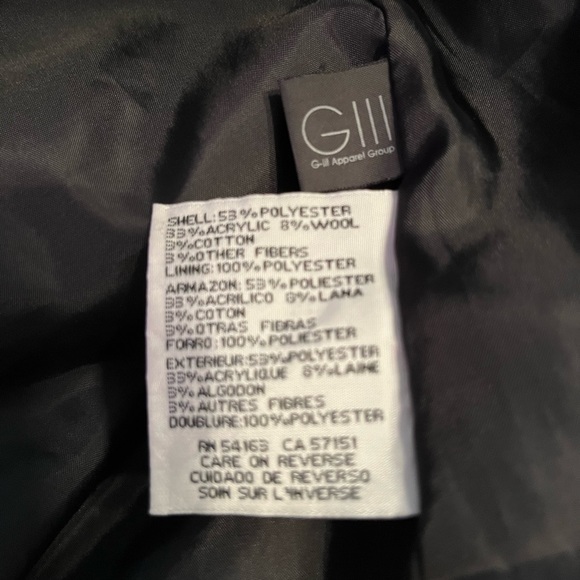 GIII
G-III Apparel Group
SHELL:53%POLYESTER
33%ACRYLIC 8%WOOL
3%COTTON
3%OTHER FIBERS
LINING:100%POLYESTER
ARMAZON: 53%POLIESTER
33%ACRILICO 8%LANA
3%COTON
3%OTRAS FIBRAS
FORRO:100%POLIESTER
EXTERIEUR:53%POLYESTER
33%ACRYLIQUE 8%LAINE
3%ALGODON
3%AUTRES FIBRES
DOUBLURE:100%POLYESTER
RN 54163 CA 57151
CARE ON REVERSE
CUIDADO DE REVERSO
SOIN SUR L'INVERSE